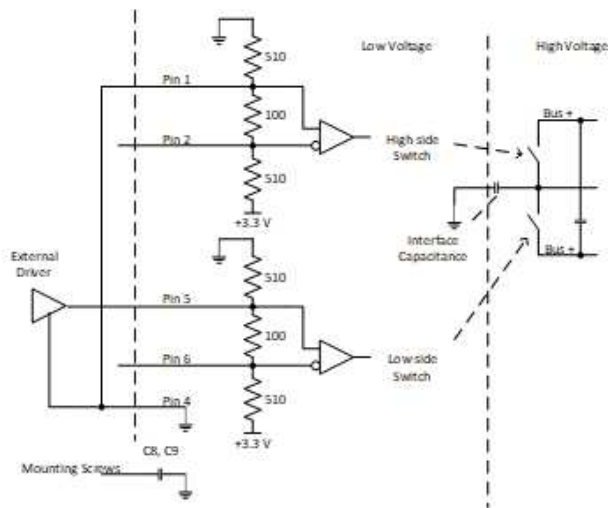 510
Low Voltage
High Voltage
Pin 1
100
Bus +
Pin 2
High-side
Switch
510
+3.3 V
Interface
Capacitance
Bus +
External
Driver
510
Pin 5
100
Pin 6
Low-side
Switch
510
Pin 4
+3.3 V
C8, C9
Mounting Screws